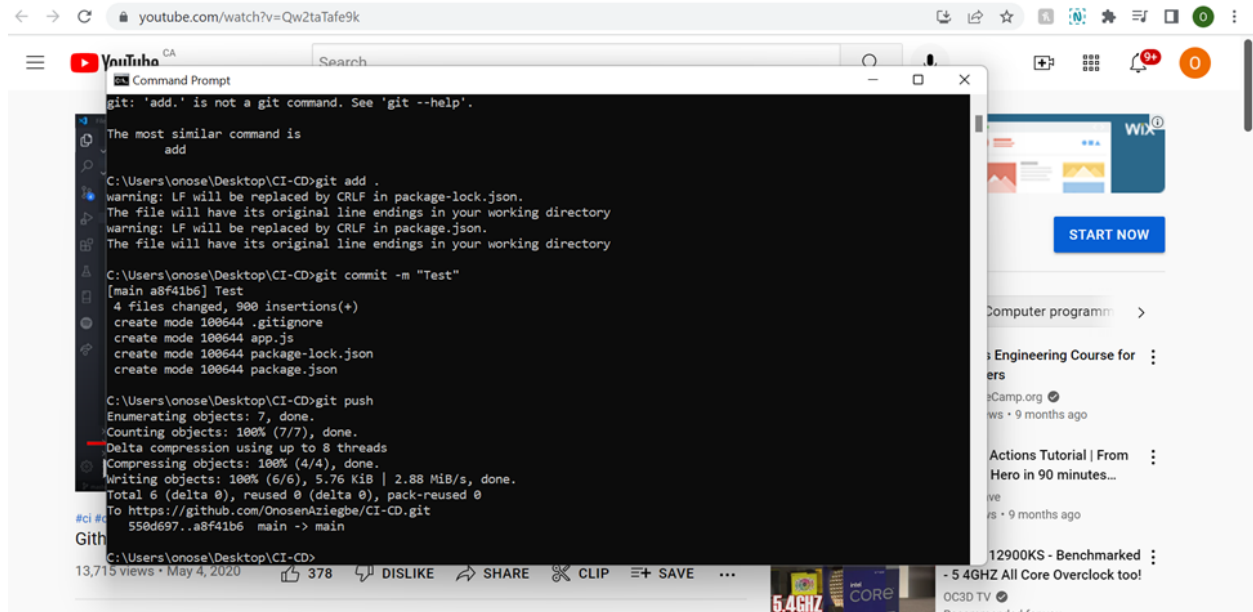 youtube.com/watch?v=Qw2taTafe9k
YouTube CA
Search
9+
O
Command Prompt
git: 'add.' is not a git command. See 'git --help'.
The most similar command is
add
C:\Users\onose\Desktop\CI-CD>git add .
warning: LF will be replaced by CRLF in package-lock.json.
The file will have its original line endings in your working directory
warning: LF will be replaced by CRLF in package.json.
The file will have its original line endings in your working directory
C:\Users\onose\Desktop\CI-CD>git commit -m "Test"
[main a8f41b6] Test
4 files changed, 900 insertions(+)
create mode 100644 .gitignore
create mode 100644 app.js
create mode 100644 package-lock.json
create mode 100644 package.json
C:\Users\onose\Desktop\CI-CD>git push
Enumerating objects: 7, done.
Counting objects: 100% (7/7), done.
Delta compression using up to 8 threads
Compressing objects: 100% (4/4), done.
Writing objects: 100% (6/6), 5.76 KiB | 2.88 MiB/s, done.
Total 6 (delta 0), reused 0 (delta 0), pack-reused 0
To https://github.com/OnosenAziegbe/CI-CD.git
550d697..a8f41b6 main -> main
C:\Users\onose\Desktop\CI-CD>
WiX
START NOW
Computer programm
s Engineering Course for
ers
eCamp.org
ews • 9 months ago
Actions Tutorial | From
Hero in 90 minutes...
ve
vs • 9 months ago
12900KS - Benchmarked
- 5 4GHZ All Core Overclock too!
OC3D TV
#ci #c
Gith
13,715 views • May 4, 2020
378 DISLIKE SHARE CLIP SAVE ...
5.4GHZ
CORE